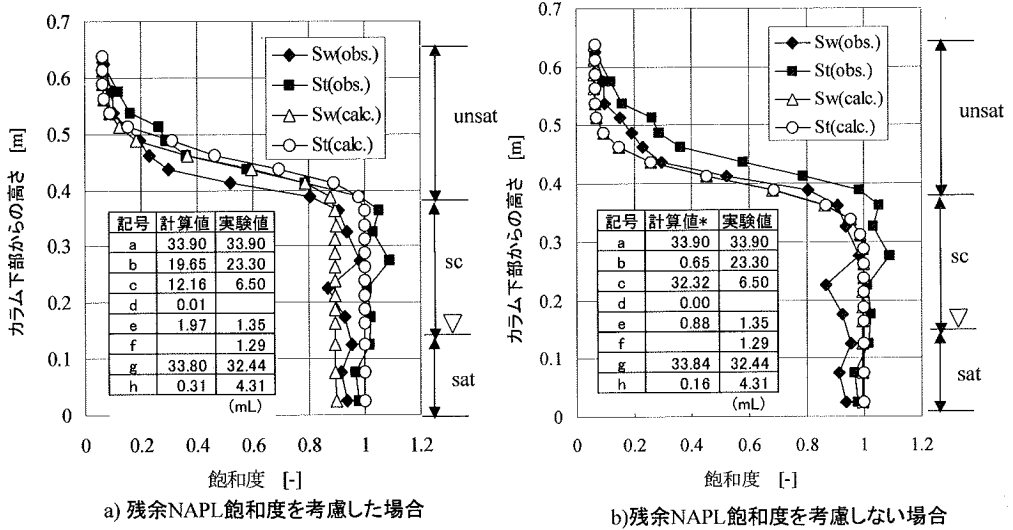 0.7
0.6
0.5
0.4
0.3
0.2
0.1
0
カラム下部からの高さ [m]
Sw(obs.)
St(obs.)
Sw(calc.)
St(calc.)
unsat
sc
sat
記号 計算値 実験値
a 33.90 33.90
b 19.65 23.30
c 12.16 6.50
d 0.01
e 1.97 1.35
f 1.29
g 33.80 32.44
h 0.31 4.31
(mL)
0 0.2 0.4 0.6 0.8 1 1.2
飽和度 [-]
a) 残余NAPL飽和度を考慮した場合
0.7
0.6
0.5
0.4
0.3
0.2
0.1
0
カラム下部からの高さ [m]
Sw(obs.)
St(obs.)
Sw(calc.)
St(calc.)
unsat
sc
sat
記号 計算値* 実験値
a 33.90 33.90
b 0.65 23.30
c 32.32 6.50
d 0.00
e 0.88 1.35
f 1.29
g 33.84 32.44
h 0.16 4.31
(mL)
0 0.2 0.4 0.6 0.8 1 1.2
飽和度 [-]
b)残余NAPL飽和度を考慮しない場合